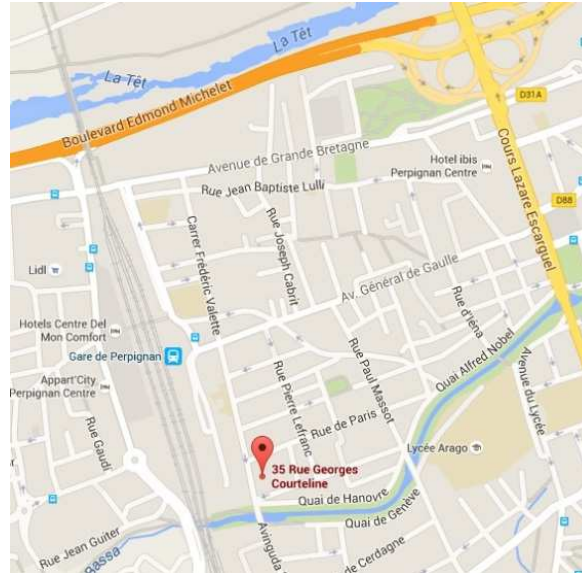 La Têt
La Têt
Boulevard Edmond Michelet
D31A
Avenue de Grande Bretagne
Hotel ibis
Perpignan Centre
Rue Jean Baptiste Lulli
Cours Lazare Escarguel
D88
Rue Joseph Cabrit
Carrer Frédéric Valette
Lidl
Av. Général de Gaulle
Rue d'Iéna
Hotels Centre Del
Mon Comfort
Gare de Perpignan
Quai Alfred Nobel
Rue Paul Massot
Rue Pierre Lefranc
Avenue du Lycée
Appart'City
Perpignan Centre
Rue Gaudí
Rue de Paris
Lycée Arago
35 Rue Georges
Courteline
Quai de Hanovre
Quai de Genève
Rue Jean Guiter
Bassa
Avinguda
de Cerdagne